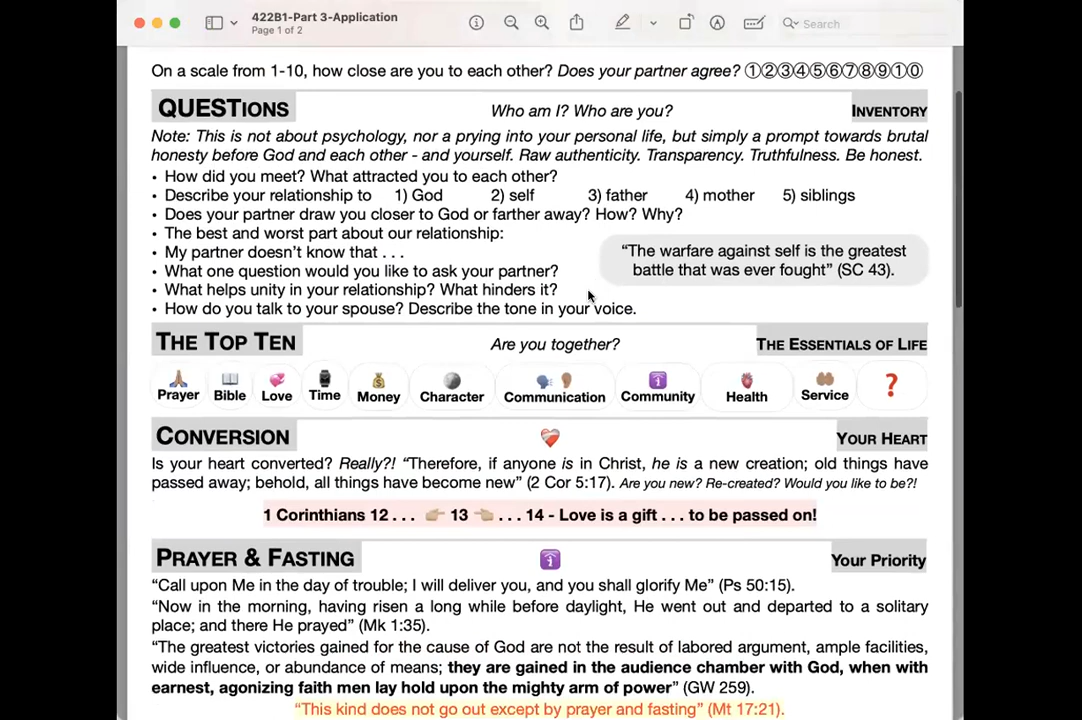 422B1-Part 3-Application
Page 1 of 2
Search
On a scale from 1-10, how close are you to each other? Does your partner agree? ①②③④⑤⑥⑦⑧⑨①⓪
QUESTIONS Who am I? Who are you? INVENTORY
Note: This is not about psychology, nor a prying into your personal life, but simply a prompt towards brutal
honesty before God and each other - and yourself. Raw authenticity. Transparency. Truthfulness. Be honest.
• How did you meet? What attracted you to each other?
• Describe your relationship to 1) God 2) self 3) father 4) mother 5) siblings
• Does your partner draw you closer to God or farther away? How? Why?
• The best and worst part about our relationship:
• My partner doesn’t know that . . .
• What one question would you like to ask your partner?
• What helps unity in your relationship? What hinders it?
• How do you talk to your spouse? Describe the tone in your voice.
“The warfare against self is the greatest
battle that was ever fought” (SC 43).
THE TOP TEN Are you together? THE ESSENTIALS OF LIFE
Prayer Bible Love Time Money Character Communication Community Health Service ❓
CONVERSION YOUR HEART
Is your heart converted? Really?! “Therefore, if anyone is in Christ, he is a new creation; old things have
passed away; behold, all things have become new” (2 Cor 5:17). Are you new? Re-created? Would you like to be?!
1 Corinthians 12 . . . 👉🏼 13 👈🏼 . . . 14 - Love is a gift . . . to be passed on!
PRAYER & FASTING Your Priority
“Call upon Me in the day of trouble; I will deliver you, and you shall glorify Me” (Ps 50:15).
“Now in the morning, having risen a long while before daylight, He went out and departed to a solitary
place; and there He prayed” (Mk 1:35).
“The greatest victories gained for the cause of God are not the result of labored argument, ample facilities,
wide influence, or abundance of means; they are gained in the audience chamber with God, when with
earnest, agonizing faith men lay hold upon the mighty arm of power” (GW 259).
“This kind does not go out except by prayer and fasting” (Mt 17:21).